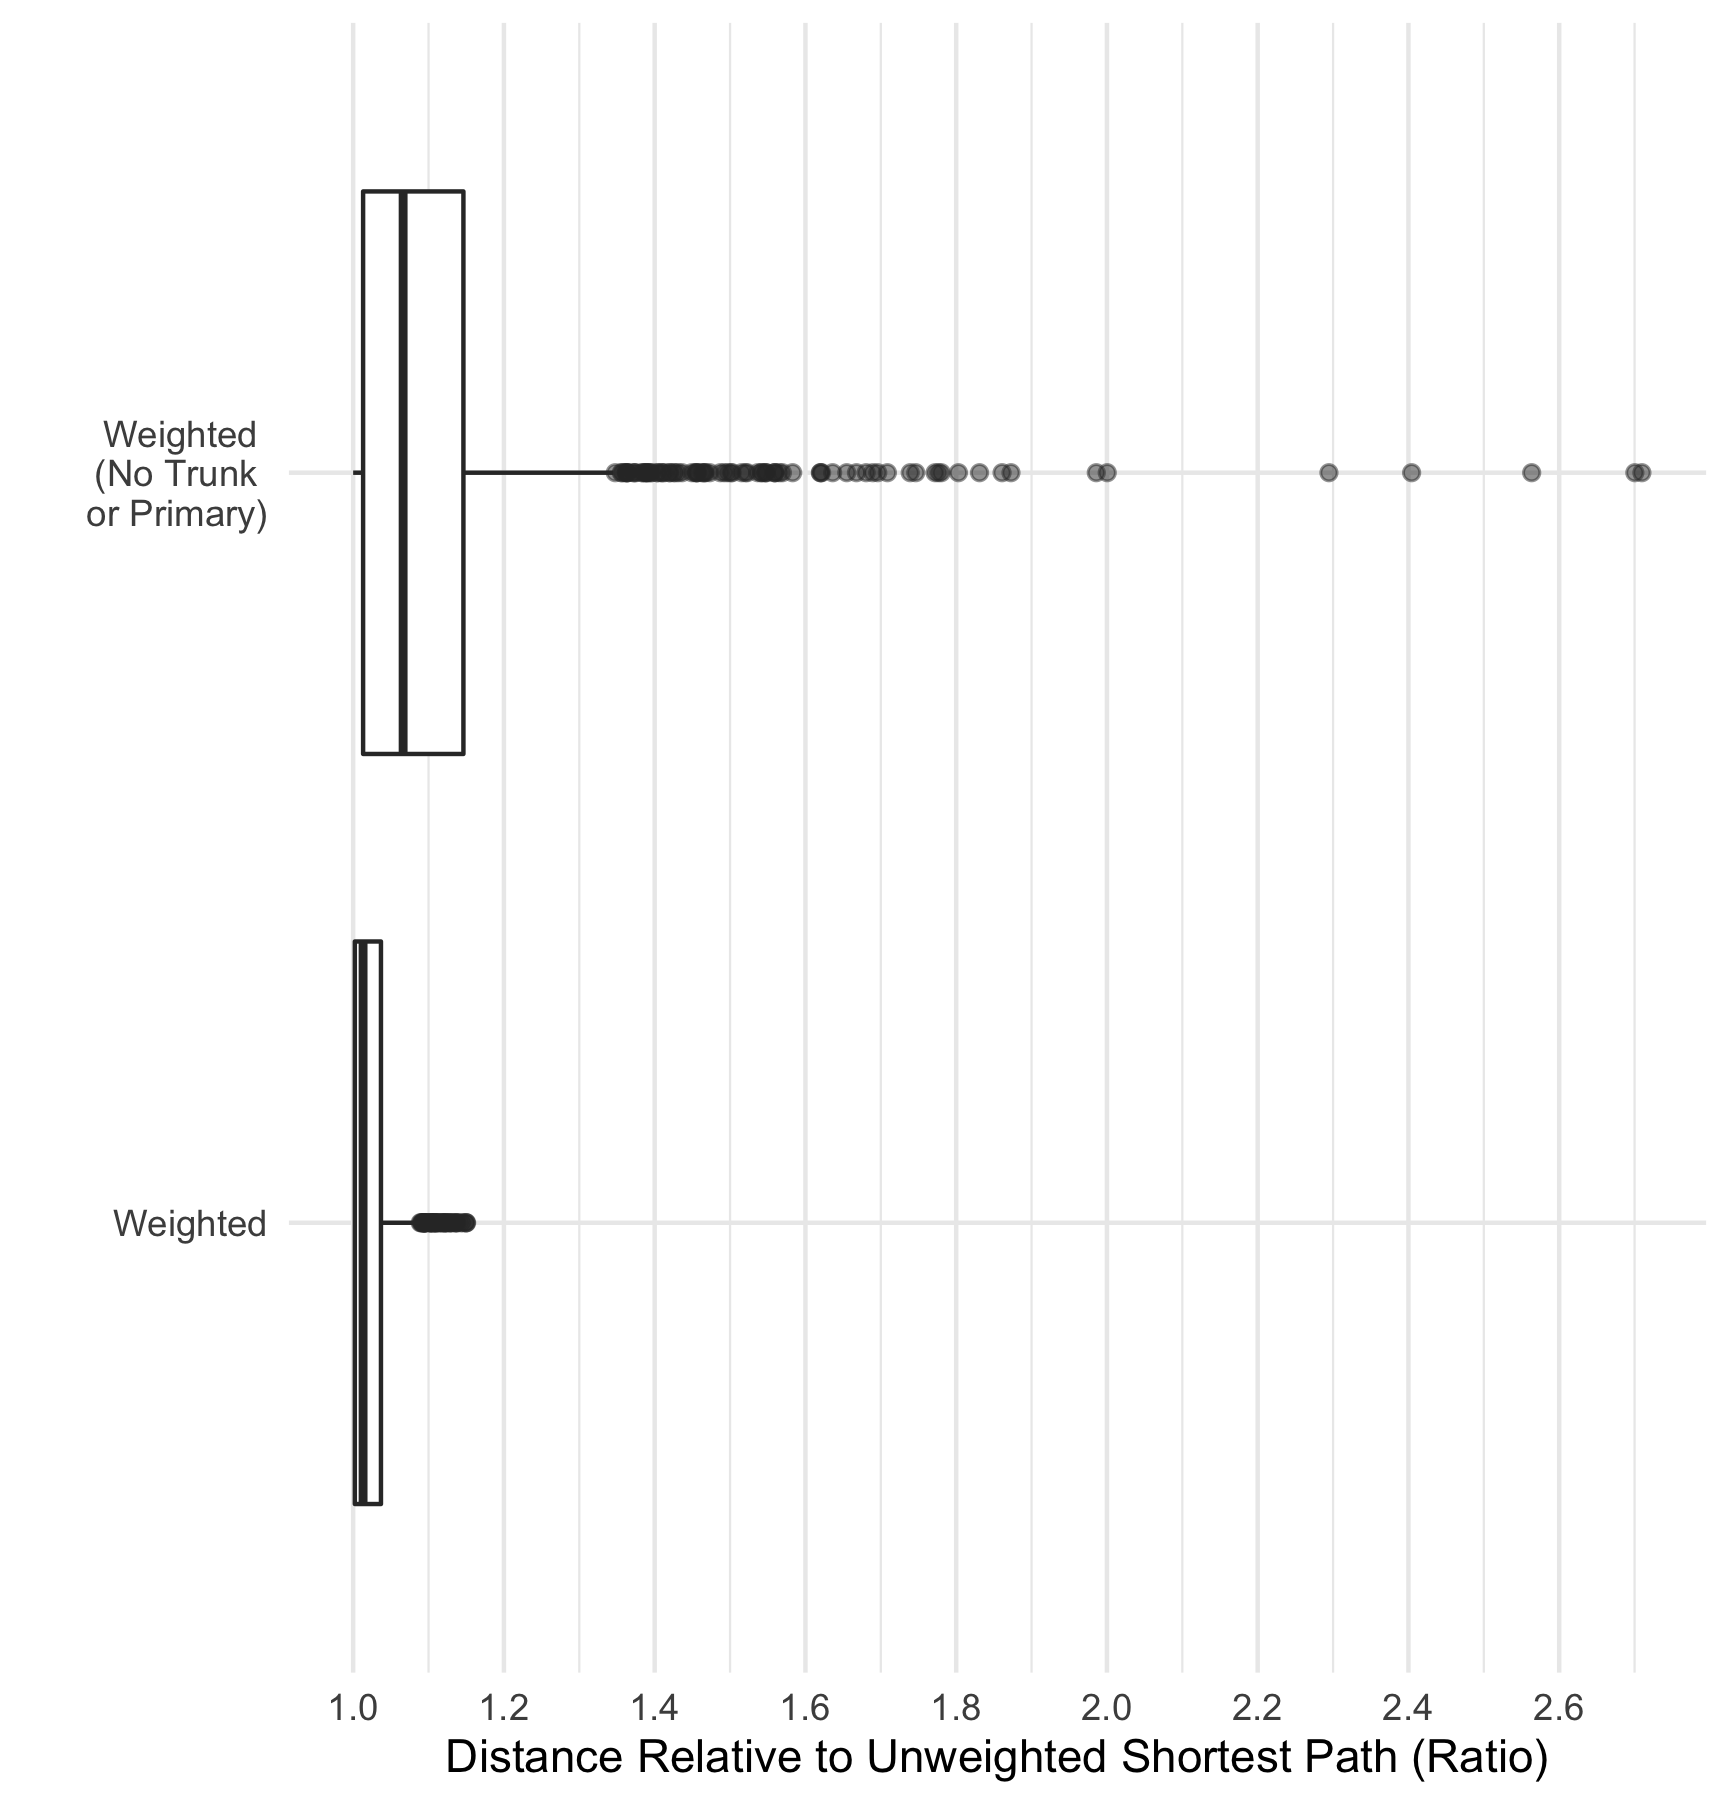 Weighted
(No Trunk
or Primary)
Weighted
1.0 1.2 1.4 1.6 1.8 2.0 2.2 2.4 2.6
Distance Relative to Unweighted Shortest Path (Ratio)